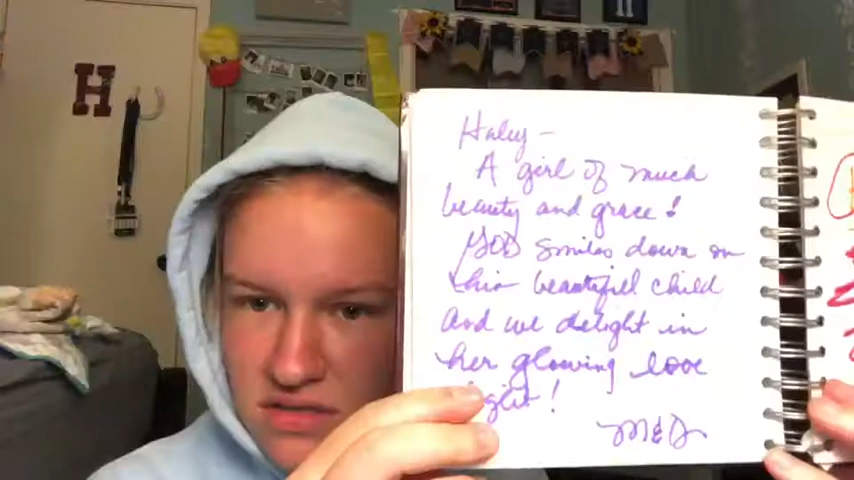 H
Haley –
A girl of much
beauty and grace!
GOD smiles down on
this beautiful child
and we delight in
her glowing love
light!
M&D